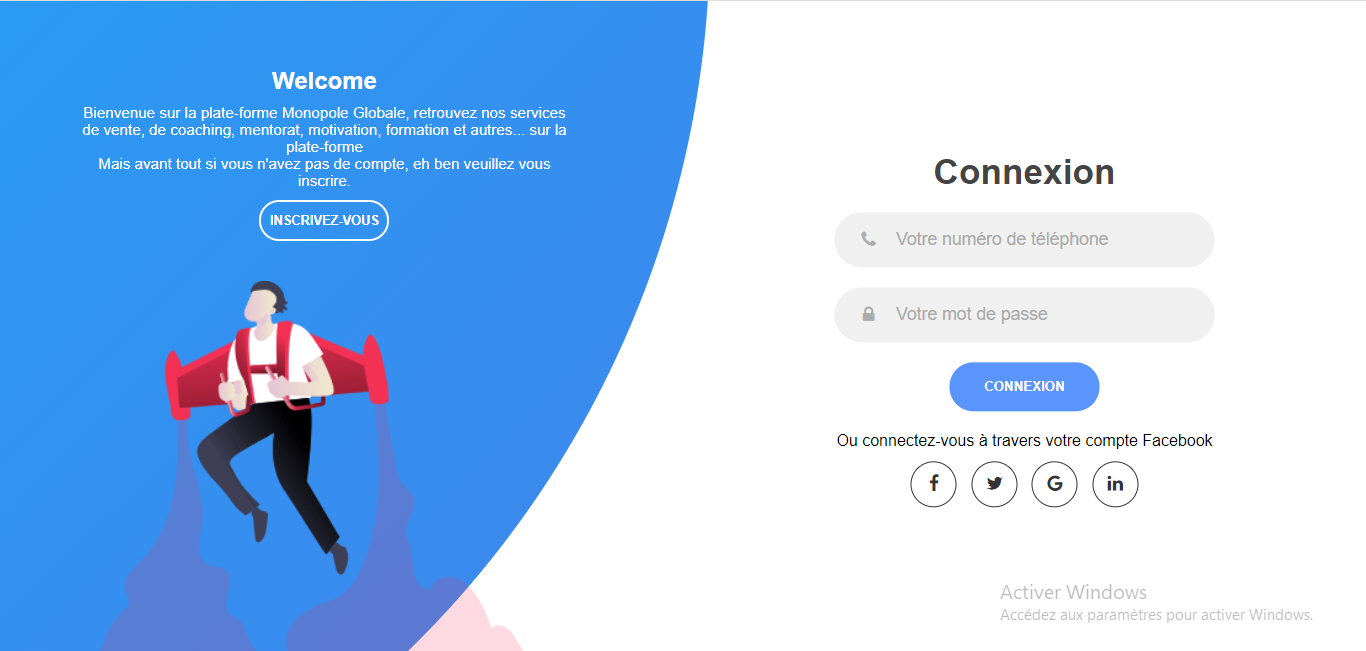 Welcome
Bienvenue sur la plate-forme Monopole Globale, retrouvez nos services
de vente, de coaching, mentorat, motivation, formation et autres... sur la
plate-forme
Mais avant tout si vous n'avez pas de compte, eh ben veuillez vous
inscrire.
INSCRIVEZ-VOUS
Connexion
Votre numéro de téléphone
Votre mot de passe
CONNEXION
Ou connectez-vous à travers votre compte Facebook
Activer Windows
Accédez aux paramètres pour activer Windows.